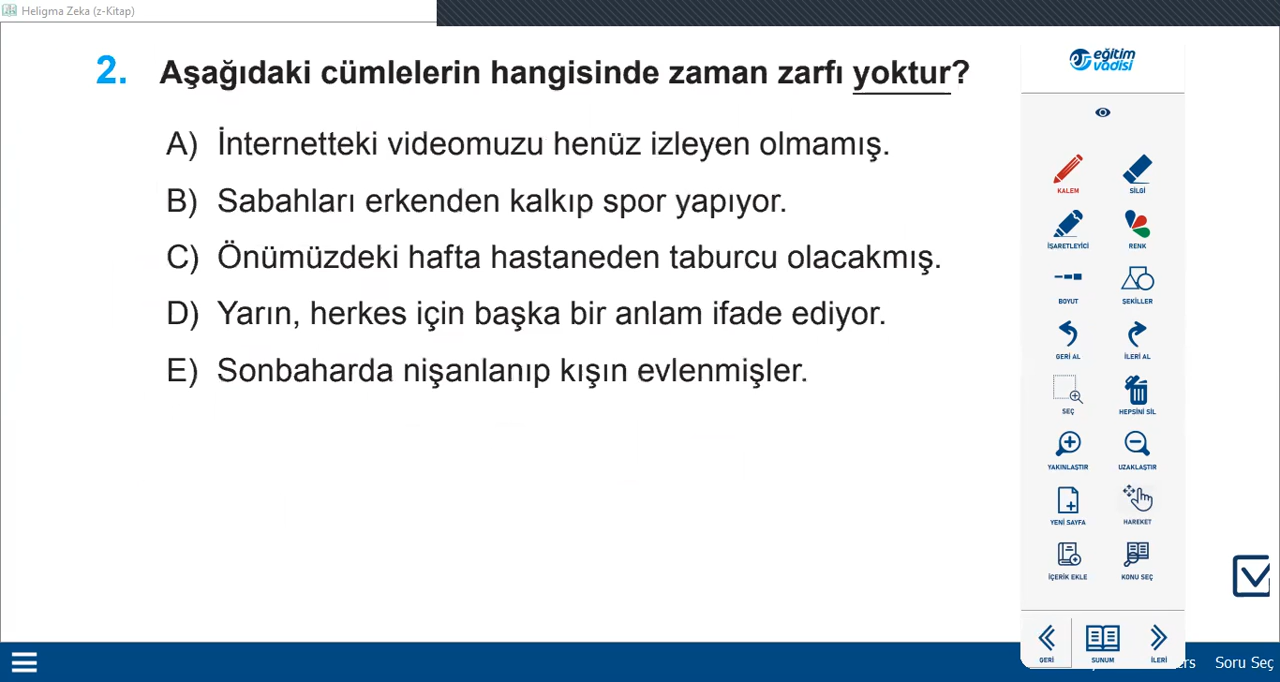 Heligma Zeka (z-Kitap)
2. Aşağıdaki cümlelerin hangisinde zaman zarfı yoktur?
A) İnternetteki videomuzu henüz izleyen olmamış.
B) Sabahları erkenden kalkıp spor yapıyor.
C) Önümüzdeki hafta hastaneden taburcu olacakmış.
D) Yarın, herkes için başka bir anlam ifade ediyor.
E) Sonbaharda nişanlanıp kışın evlenmişler.
eğitim
vadisi
KALEM SİLGİ
İŞARETLEYİCİ RENK
BOYUT ŞEKİLLER
GERİ AL İLERİ AL
SEÇ HEPSİNİ SİL
YAKINLAŞTIR UZAKLAŞTIR
YENİ SAYFA HAREKET
İÇERİK EKLE KONU SEÇ
GERİ SUNUM İLERİ
Soru Seç